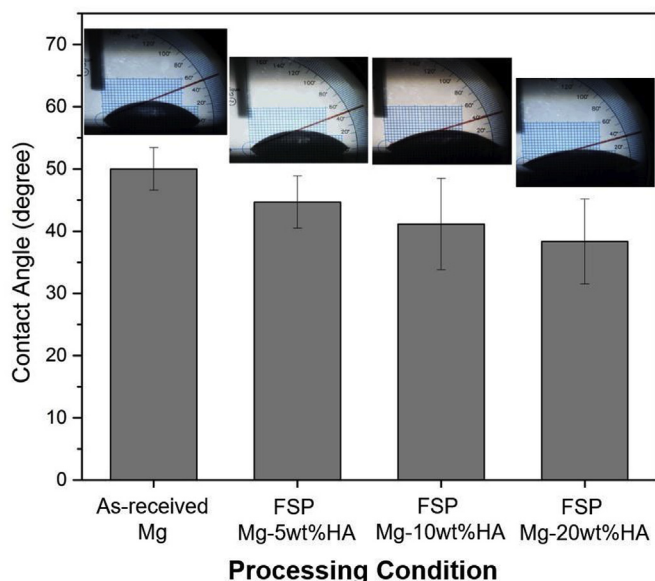 75
70
60
50
40
30
20
10
0
Contact Angle (degree)
As-received
Mg
FSP
Mg-5wt%HA
FSP
Mg-10wt%HA
FSP
Mg-20wt%HA
Processing Condition